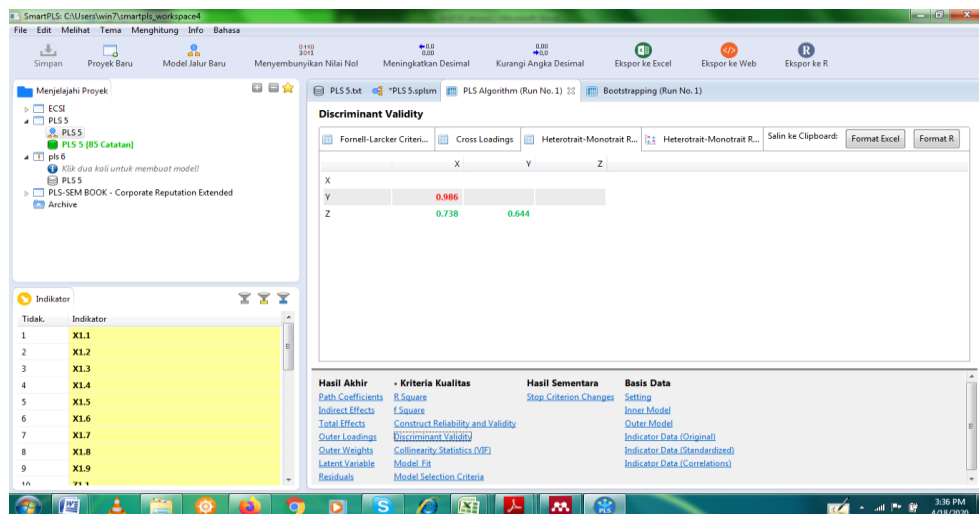 SmartPLS: C:\Users\win7\smartpls_workspace4
File Edit Melihat Tema Menghitung Info Bahasa
Simpan Proyek Baru Model Jalur Baru Menyembunyikan Nilai Nol Meningkatkan Desimal Kurangi Angka Desimal Ekspor ke Excel Ekspor ke Web Ekspor ke R
Menjelajahi Proyek
ECSI
PLS 5
PLS 5
PLS 5 [85 Catatan]
pls 6
Klik dua kali untuk membuat model!
PLS 5
PLS-SEM BOOK - Corporate Reputation Extended
Archive
Indikator
Tidak. Indikator
1 X1.1
2 X1.2
3 X1.3
4 X1.4
5 X1.5
6 X1.6
7 X1.7
8 X1.8
9 X1.9
PLS 5.txt *PLS 5.splsm PLS Algorithm (Run No. 1) Bootstrapping (Run No. 1)
Discriminant Validity
Fornell-Larcker Criteri... Cross Loadings Heterotrait-Monotrait R... Heterotrait-Monotrait R... Salin ke Clipboard: Format Excel Format R
X Y Z
X
Y 0.986
Z 0.738 0.644
Hasil Akhir Kriteria Kualitas Hasil Sementara Basis Data
Path Coefficients R Square Stop Criterion Changes Setting
Indirect Effects f Square Inner Model
Total Effects Construct Reliability and Validity Outer Model
Outer Loadings Discriminant Validity Indicator Data (Original)
Outer Weights Collinearity Statistics (VIF) Indicator Data (Standardized)
Latent Variable Model_Fit Indicator Data (Correlations)
Residuals Model Selection Criteria
3:36 PM
4/18/2020